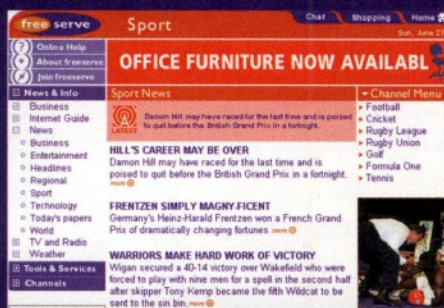 free serve
Sport
Chat
Shopping
Home
Sun, June 27
Online Help
About freeserve
Join freeserve
OFFICE FURNITURE NOW AVAILABL
News & Info
Business
Internet Guide
News
Business
Entertainment
Headlines
Regional
Sport
Technology
Today's papers
World
TV and Radio
Weather
Tools & Services
Channels
Sport News
LATEST
Damon Hill may have raced for the last time and is poised
to quit before the British Grand Prix in a fortnight.
HILL'S CAREER MAY BE OVER
Damon Hill may have raced for the last time and is
poised to quit before the British Grand Prix in a fortnight.
more
FRENTZEN SIMPLY MAGNY-FICENT
Germany's Heinz-Harald Frentzen won a French Grand
Prix of dramatically changing fortunes more
WARRIORS MAKE HARD WORK OF VICTORY
Wigan secured a 40-14 victory over Wakefield who were
forced to play with nine men for a spell in the second half
after skipper Tony Kemp became the fifth Wildcat to be
sent to the sin bin. more
Channel Menu
Football
Cricket
Rugby League
Rugby Union
Golf
Formula One
Tennis